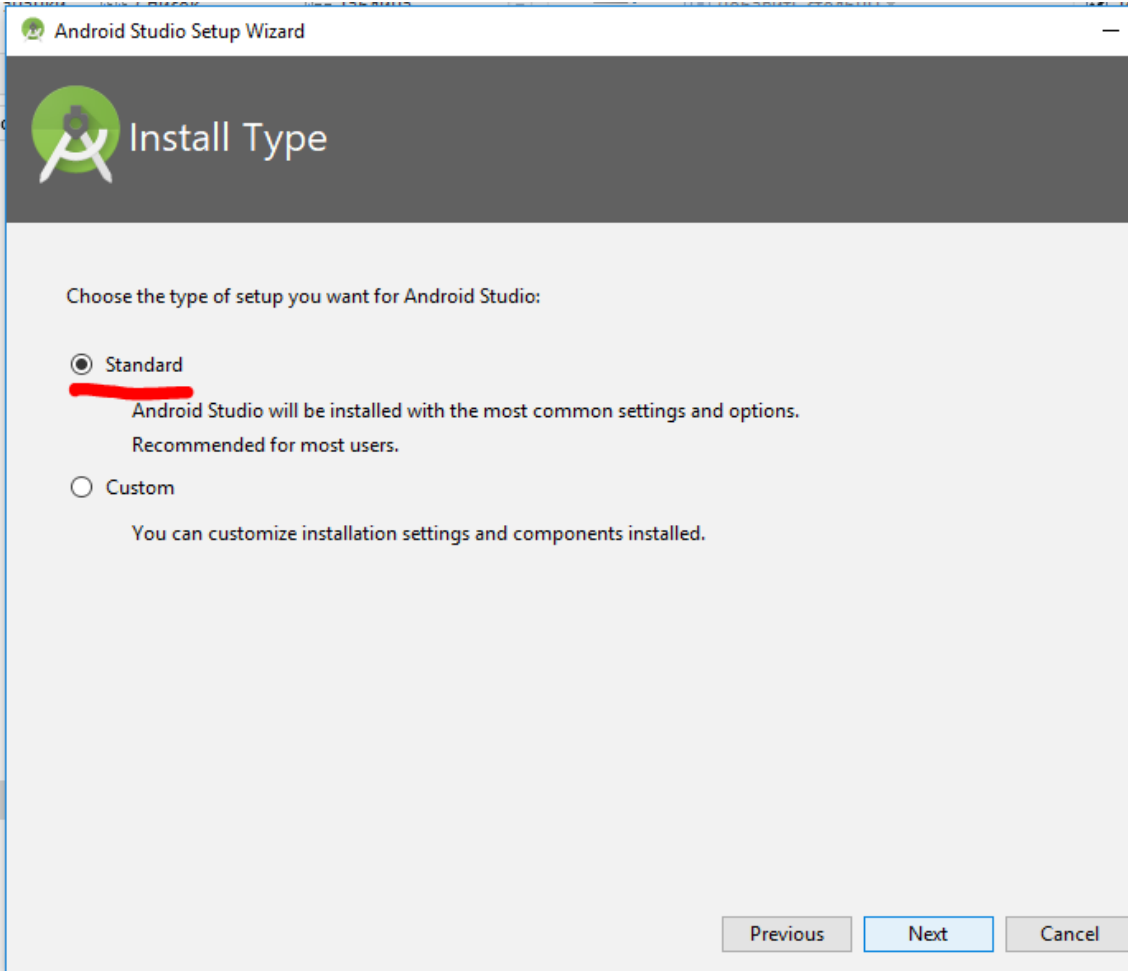 Android Studio Setup Wizard
Install Type
Choose the type of setup you want for Android Studio:
Standard
Android Studio will be installed with the most common settings and options.
Recommended for most users.
Custom
You can customize installation settings and components installed.
Previous
Next
Cancel